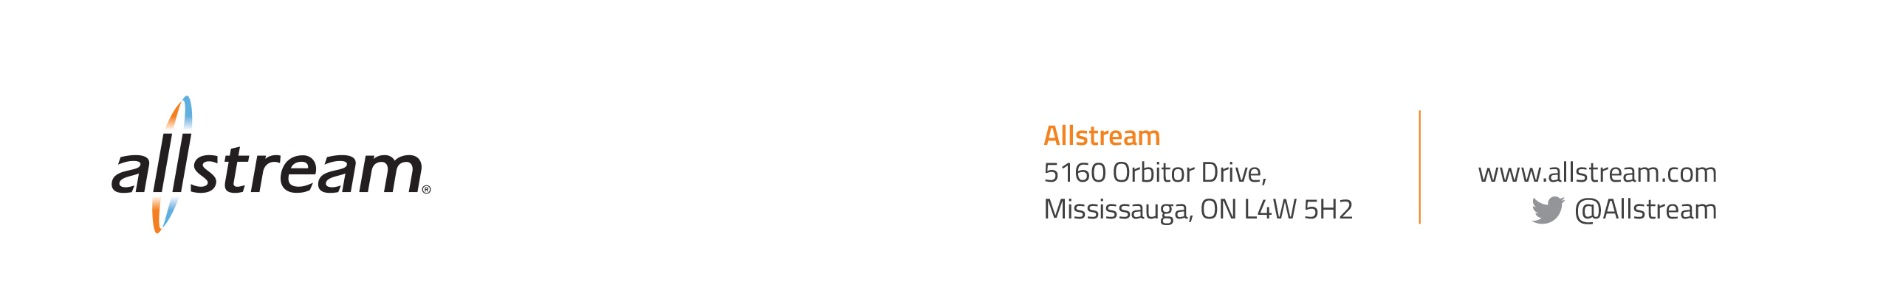 allstream®
Allstream
5160 Orbitor Drive,
Mississauga, ON L4W 5H2
www.allstream.com
@Allstream